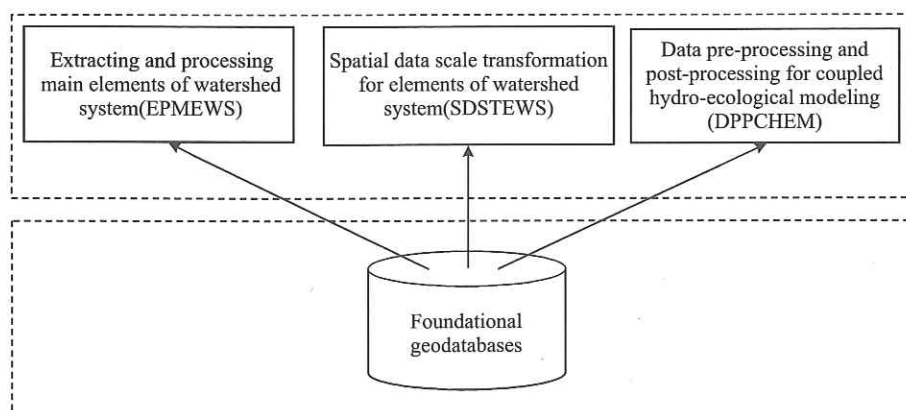 Extracting and processing
main elements of watershed
system(EPMEWS)
Spatial data scale transformation
for elements of watershed
system(SDSTEWS)
Data pre-processing and
post-processing for coupled
hydro-ecological modeling
(DPPCHEM)
Foundational
geodatabases